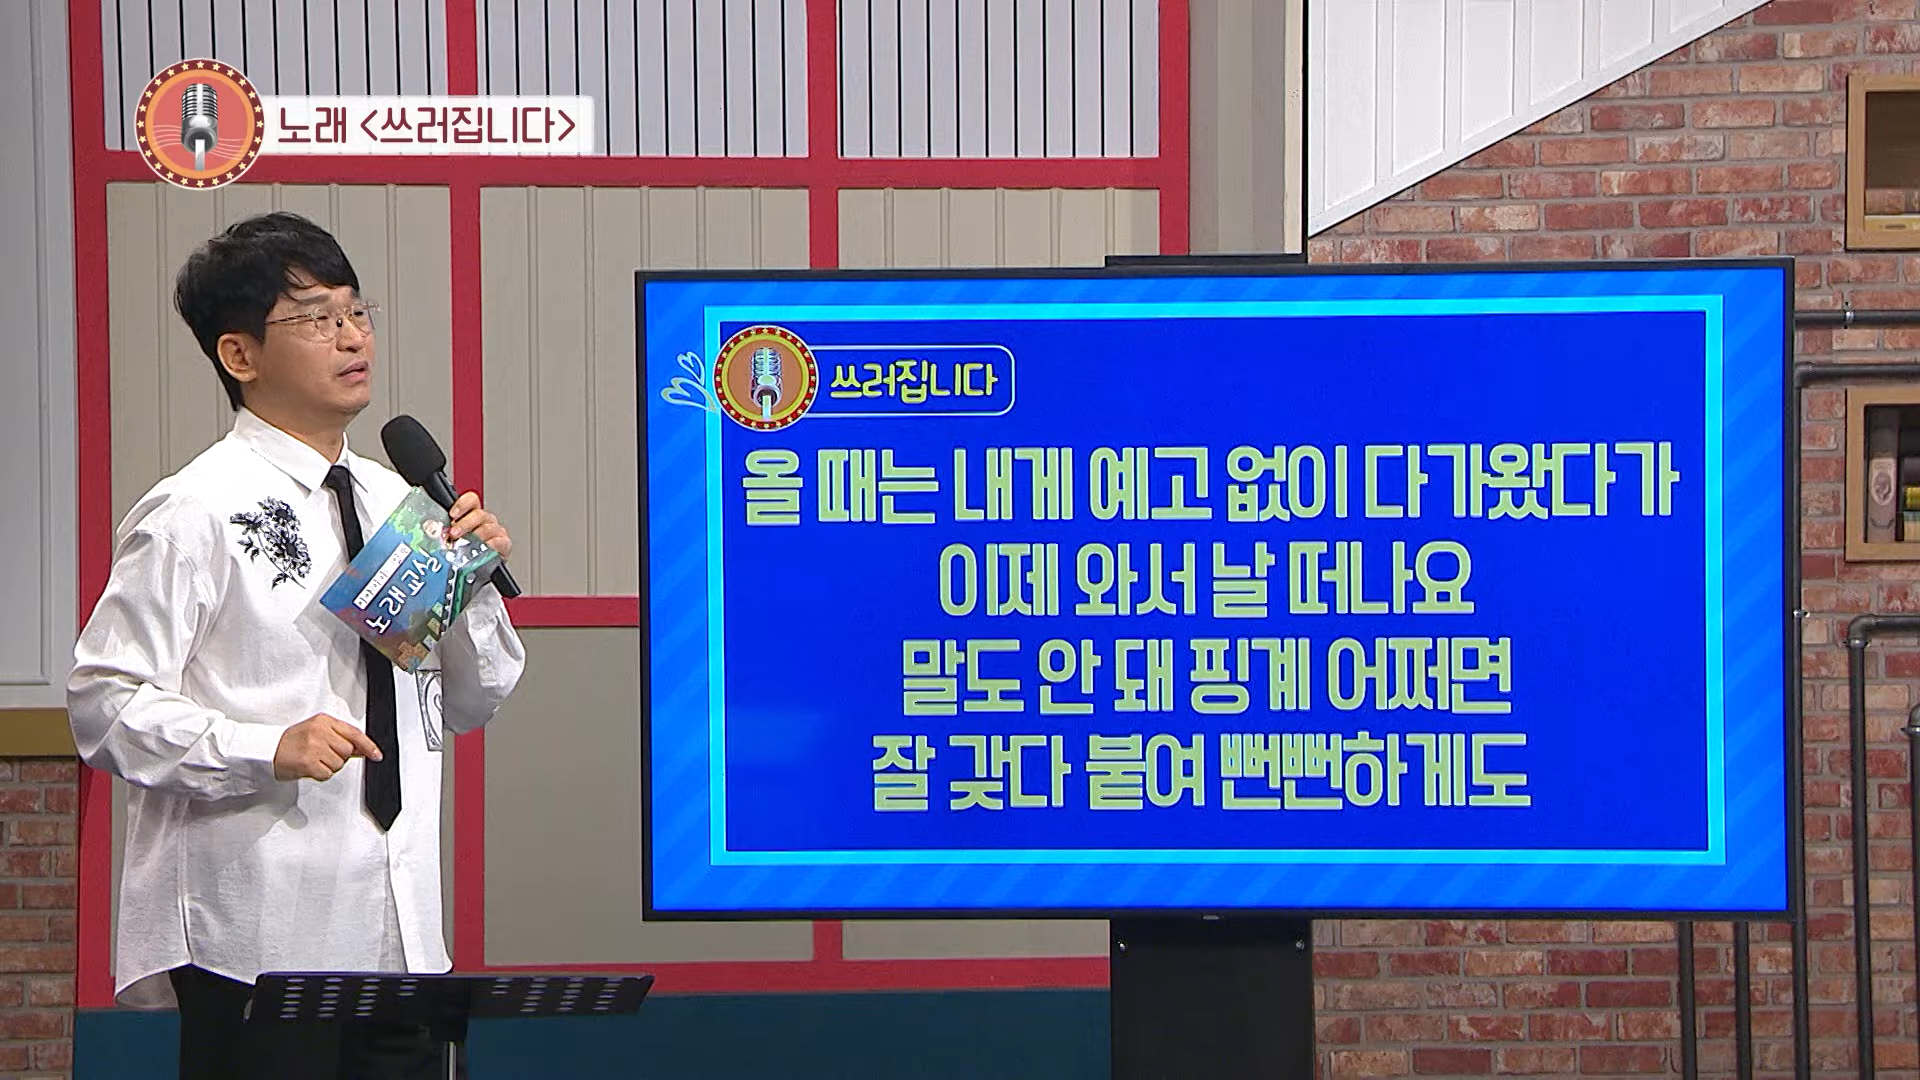 노래 <쓰러집니다>
쓰러집니다
올 때는 내게 예고 없이 다가왔다가
이제 와서 날 떠나요
말도 안 돼 핑계 어쩌면
잘 갖다 붙여 뻔뻔하게도
노래교실